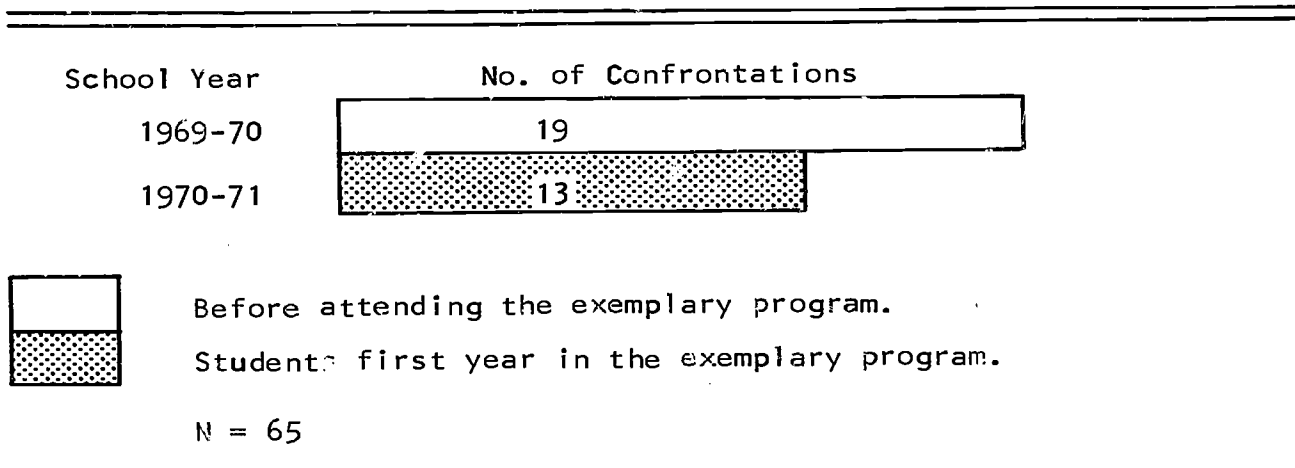 School Year No. of Confrontations
1969-70 19
1970-71 13
Before attending the exemplary program.
Students first year in the exemplary program.
N = 65